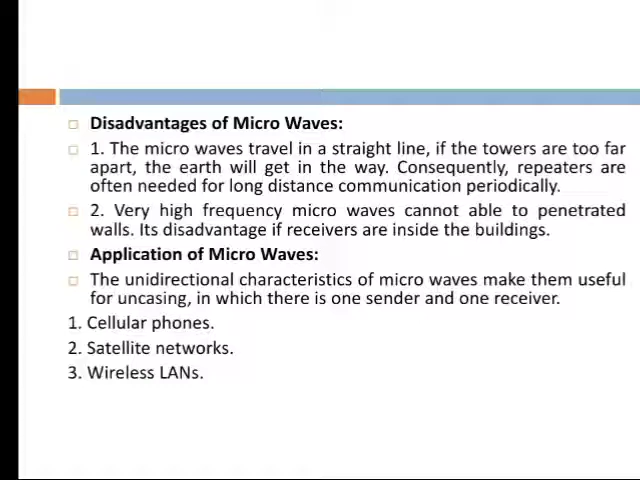 Disadvantages of Micro Waves:
1. The micro waves travel in a straight line, if the towers are too far
apart, the earth will get in the way. Consequently, repeaters are
often needed for long distance communication periodically.
2. Very high frequency micro waves cannot able to penetrated
walls. Its disadvantage if receivers are inside the buildings.
Application of Micro Waves:
The unidirectional characteristics of micro waves make them useful
for uncasing, in which there is one sender and one receiver.
1. Cellular phones.
2. Satellite networks.
3. Wireless LANs.